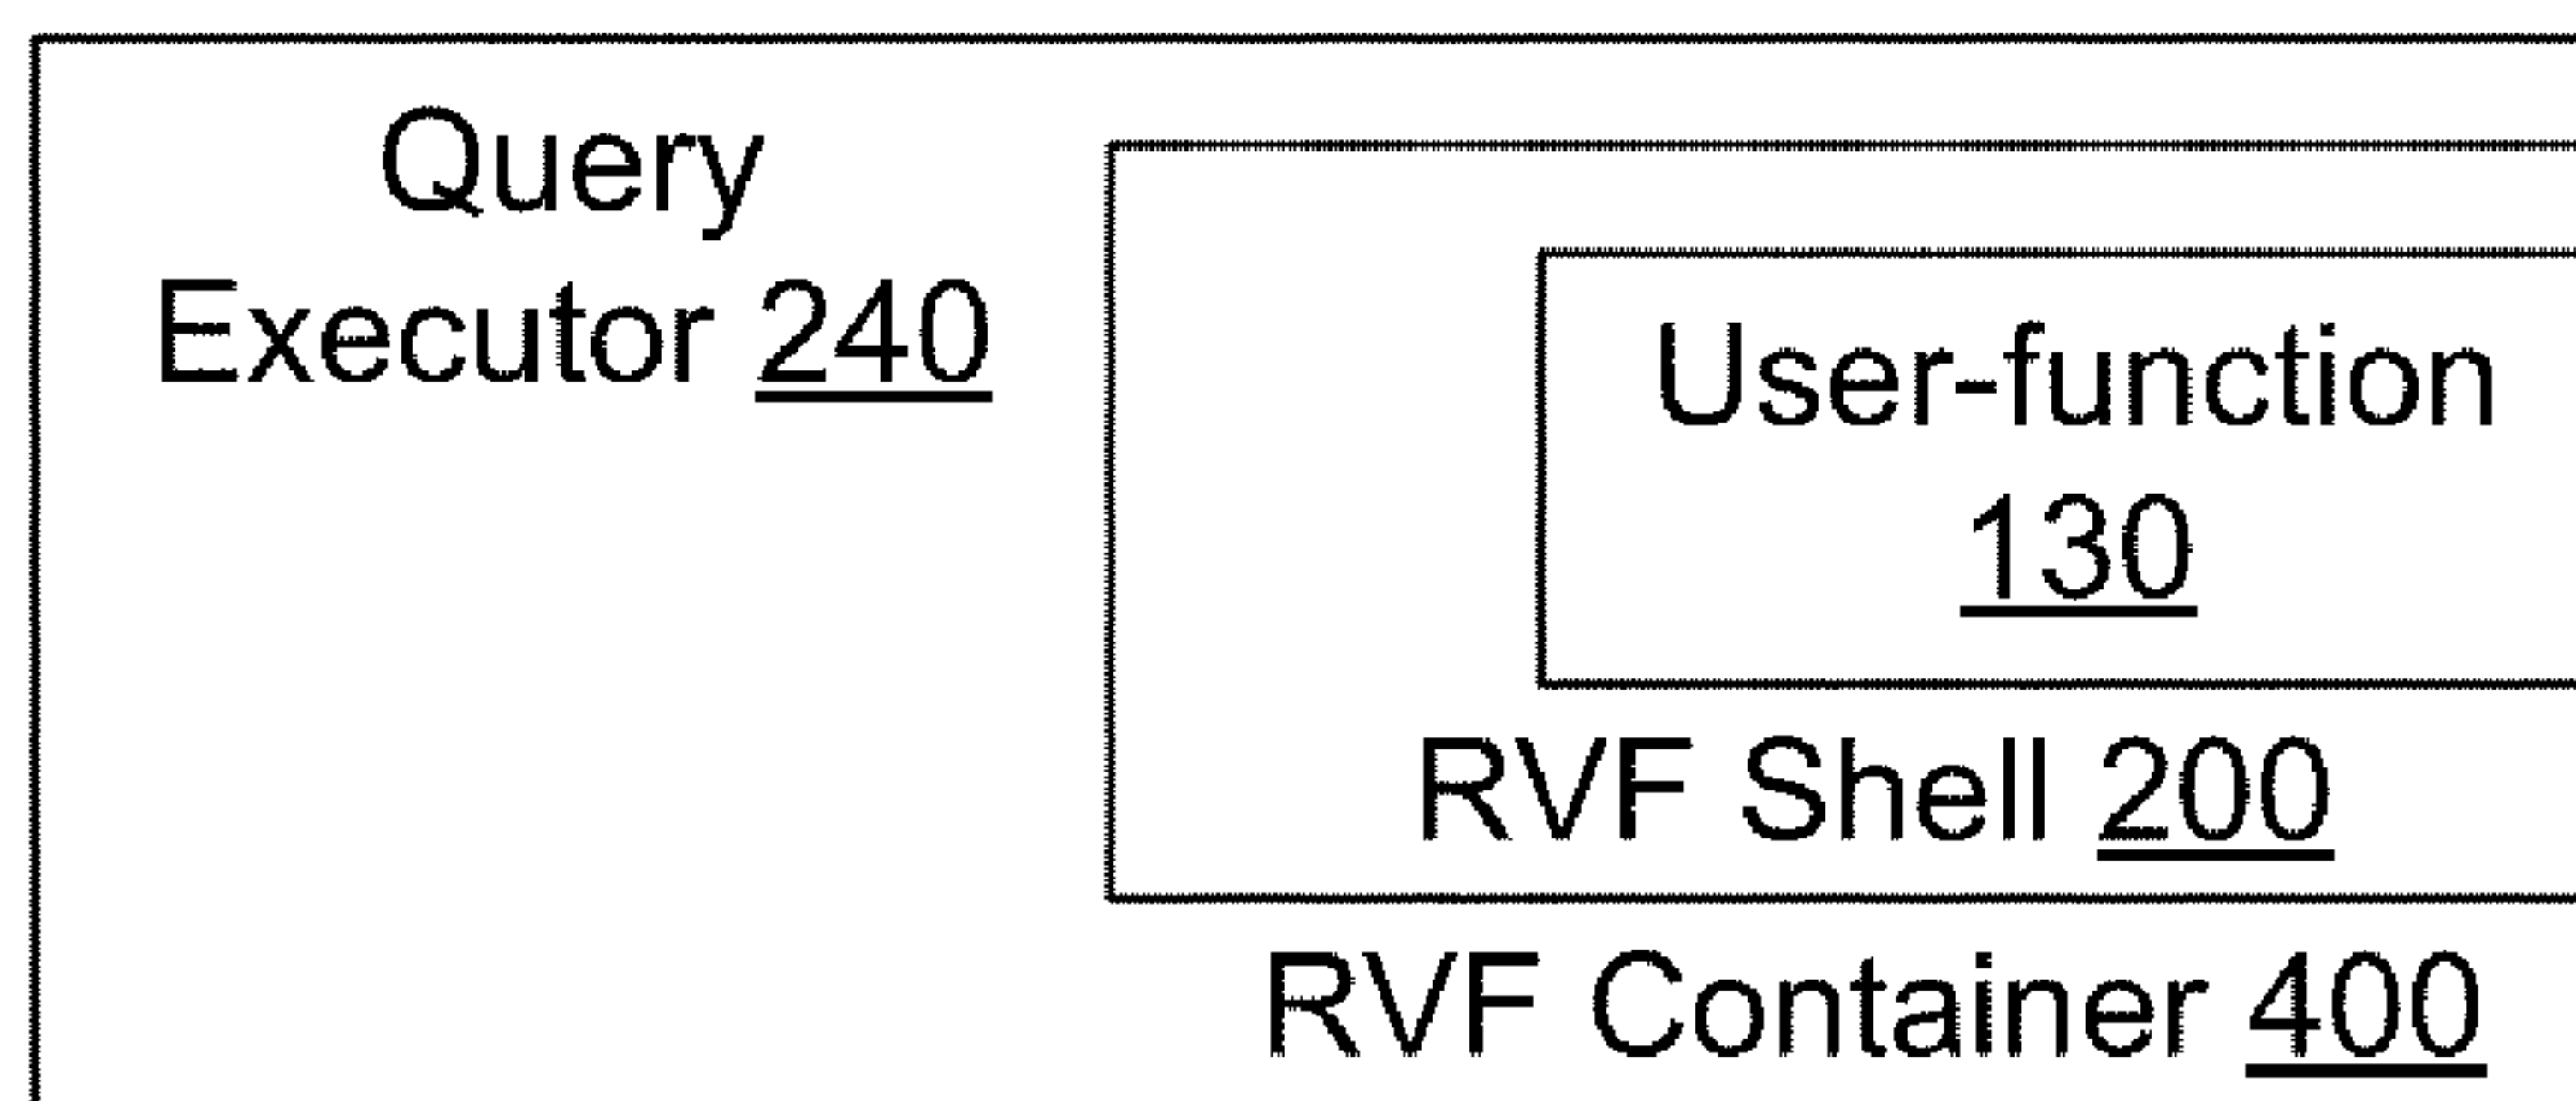 Query
Executor 240
User-function
130
RVF Shell 200
RVF Container 400